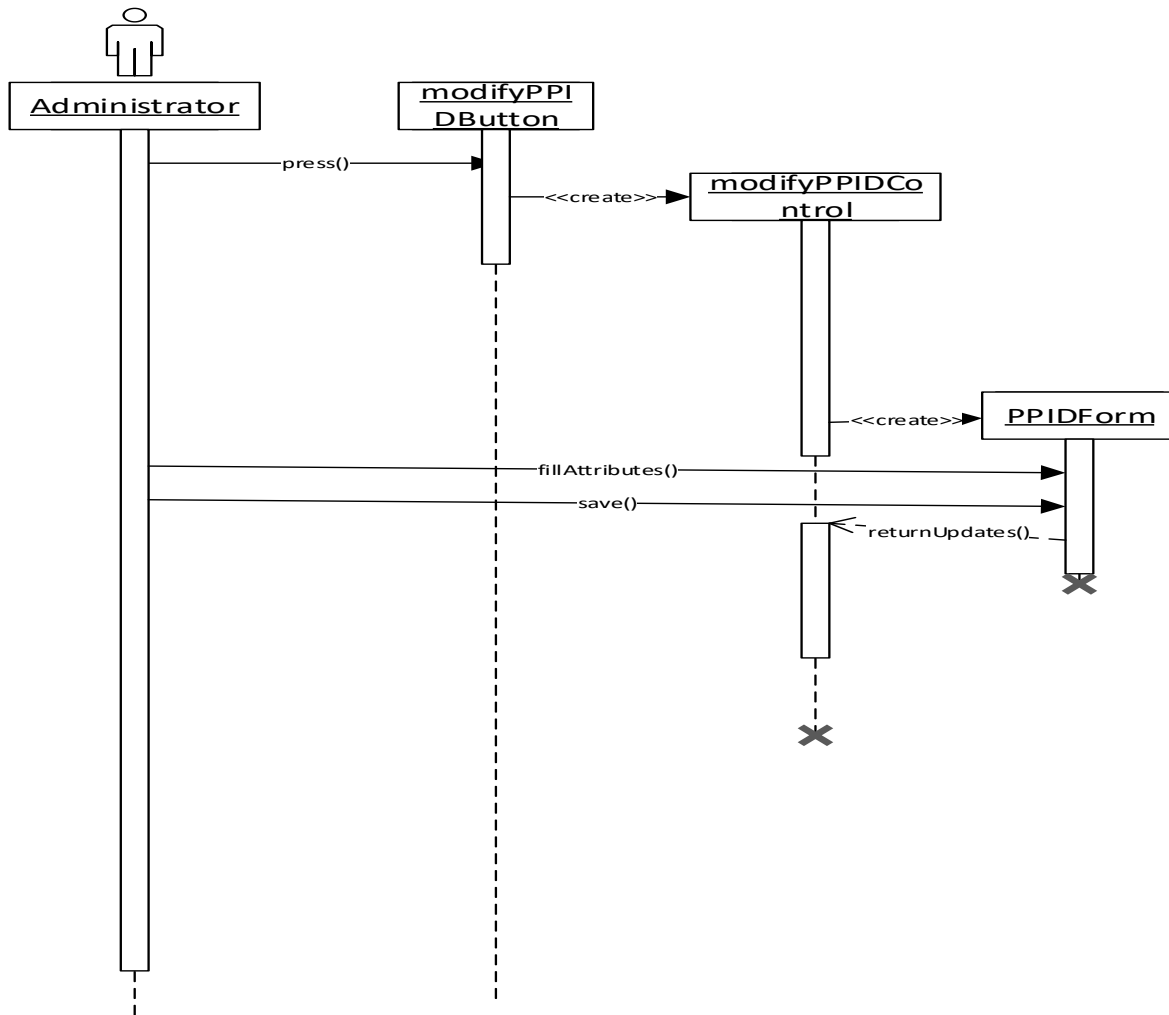 Administrator
modifyPPI
DButton
press()
<<create>>
modifyPPIDCo
ntrol
<<create>>
PPIDForm
fillAttributes()
save()
returnUpdates()